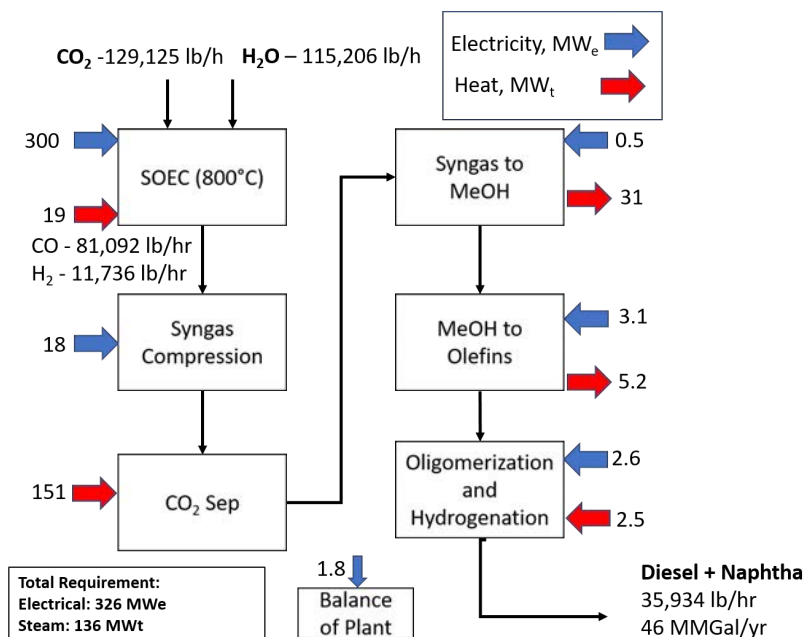 CO2 -129,125 lb/h
H2O – 115,206 lb/h
Electricity, MWe
Heat, MWt
300
SOEC (800°C)
19
CO - 81,092 lb/hr
H2 - 11,736 lb/hr
18
Syngas
Compression
151
CO2 Sep
Syngas to
MeOH
0.5
31
MeOH to
Olefins
3.1
5.2
Oligomerization
and
Hydrogenation
2.6
2.5
Total Requirement:
Electrical: 326 MWe
Steam: 136 MWt
1.8
Balance
of Plant
Diesel + Naphtha
35,934 lb/hr
46 MMGal/yr